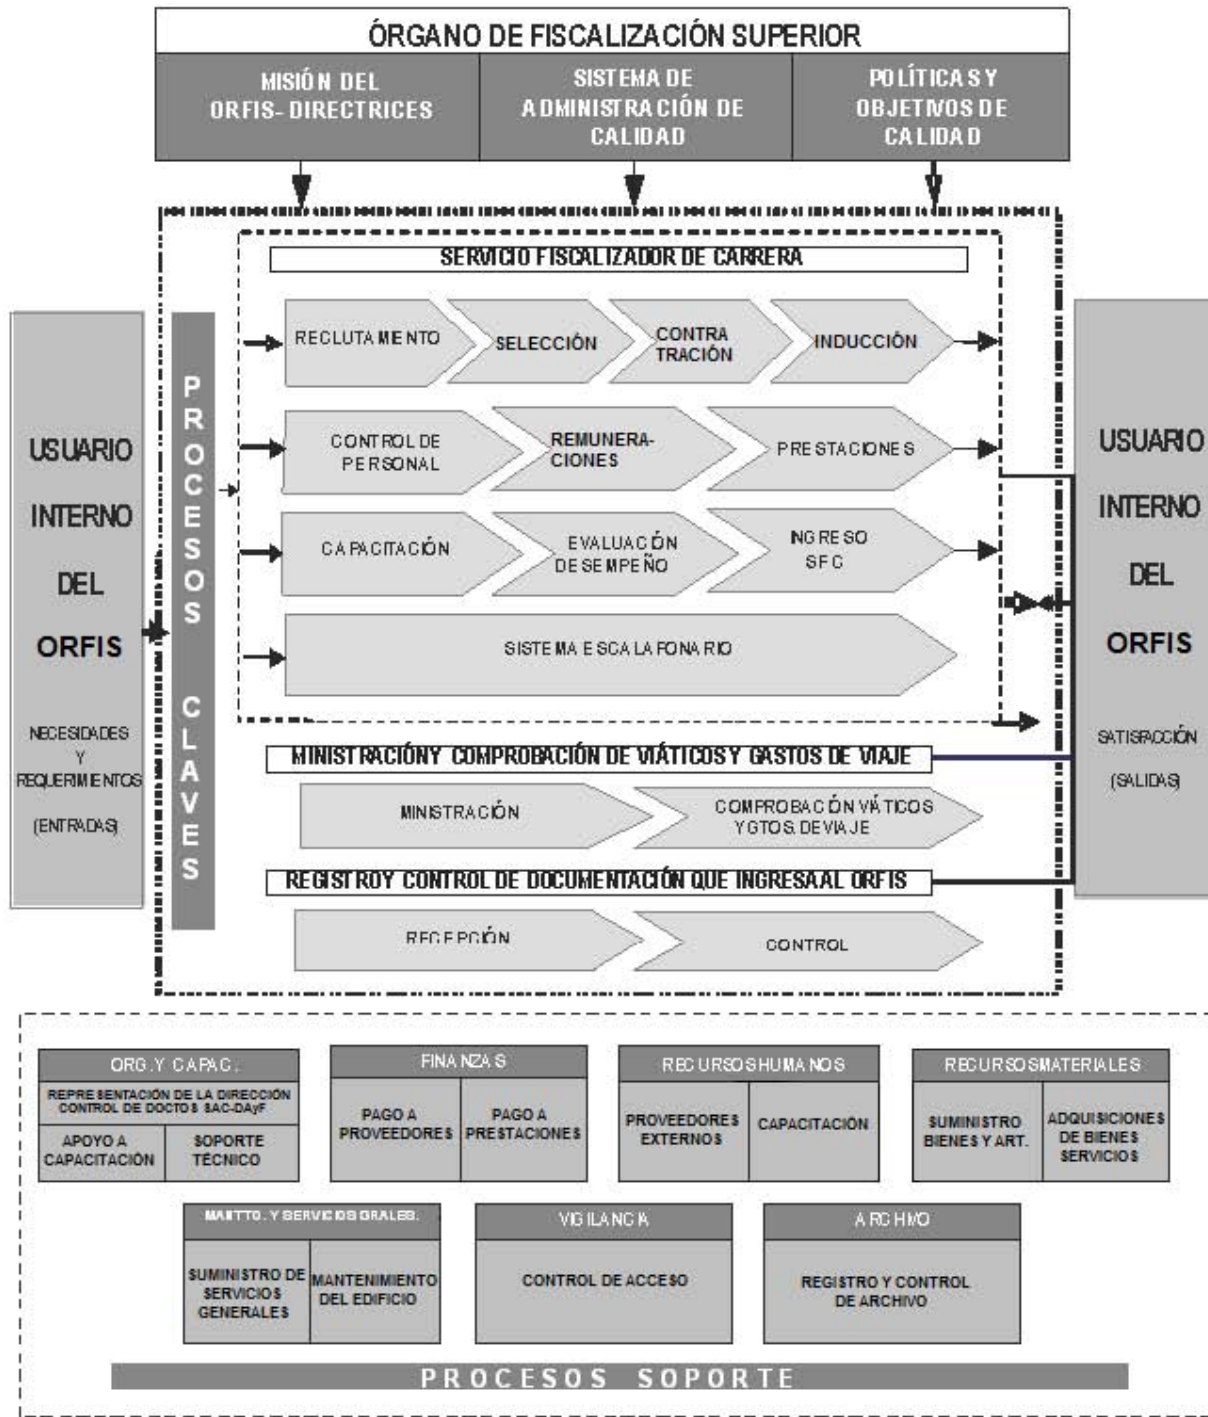 ÓRGANO DE FISCALIZACIÓN SUPERIOR
MISIÓN DEL
ORFIS- DIRECTRICES
SISTEMA DE
ADMINISTRACIÓN DE
CALIDAD
POLÍTICAS Y
OBJETIVOS DE
CALIDAD
USUARIO
INTERNO
DEL
ORFIS
NECESIDADES
Y
REQUERIMIENTOS
(ENTRADAS)
PROCESOS CLAVES
SERVICIO FISCALIZADOR DE CARRERA
RECLUTAMIENTO
SELECCIÓN
CONTRA
TRACIÓN
INDUCCIÓN
CONTROL DE
PERSONAL
REMUNERA-
CIONES
PRESTACIONES
CAPACITACIÓN
EVALUACIÓN
DESEMPEÑO
INGRESO
SFC
SISTEMA ESCALAFONARIO
MINISTRACIÓN Y COMPROBACIÓN DE VIÁTICOS Y GASTOS DE VIAJE
MINISTRACIÓN
COMPROBACIÓN VIÁTICOS
Y GTOS. DE VIAJE
REGISTRO Y CONTROL DE DOCUMENTACIÓN QUE INGRESA AL ORFIS
RECEPCIÓN
CONTROL
USUARIO
INTERNO
DEL
ORFIS
SATISFACCIÓN
(SALIDAS)
ORG. Y CAPAC.
REPRESENTACIÓN DE LA DIRECCIÓN
CONTROL DE DOCTOS SAC-DAyF
APOYO A
CAPACITACIÓN
SOPORTE
TÉCNICO
FINANZAS
PAGO A
PROVEEDORES
PAGO A
PRESTACIONES
RECURSOS HUMANOS
PROVEEDORES
EXTERNOS
CAPACITACIÓN
RECURSOS MATERIALES
SUMINISTRO
BIENES Y ART.
ADQUISICIONES
DE BIENES
SERVICIOS
MANTTO. Y SERVICIOS GRALES.
SUMINISTRO DE
SERVICIOS
GENERALES
MANTENIMIENTO
DEL EDIFICIO
VIGILANCIA
CONTROL DE ACCESO
ARCHIVO
REGISTRO Y CONTROL
DE ARCHIVO
PROCESOS SOPORTE